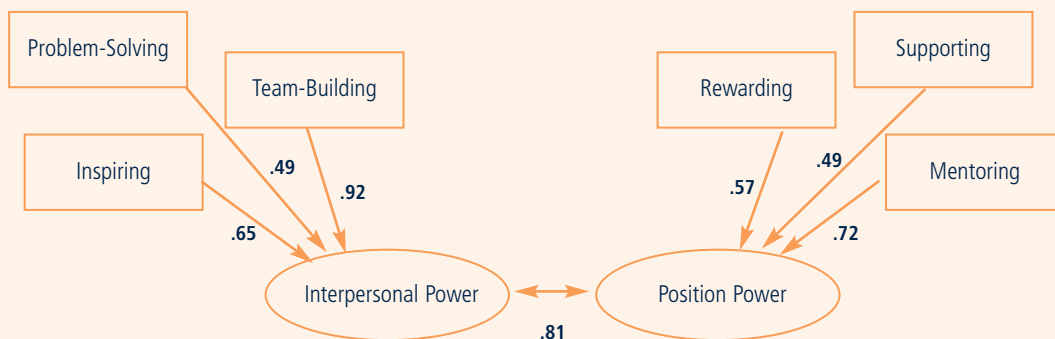 Problem-Solving
Team-Building
Inspiring
.49
.92
.65
Interpersonal Power
Rewarding
Supporting
Mentoring
.57
.49
.72
Position Power
.81